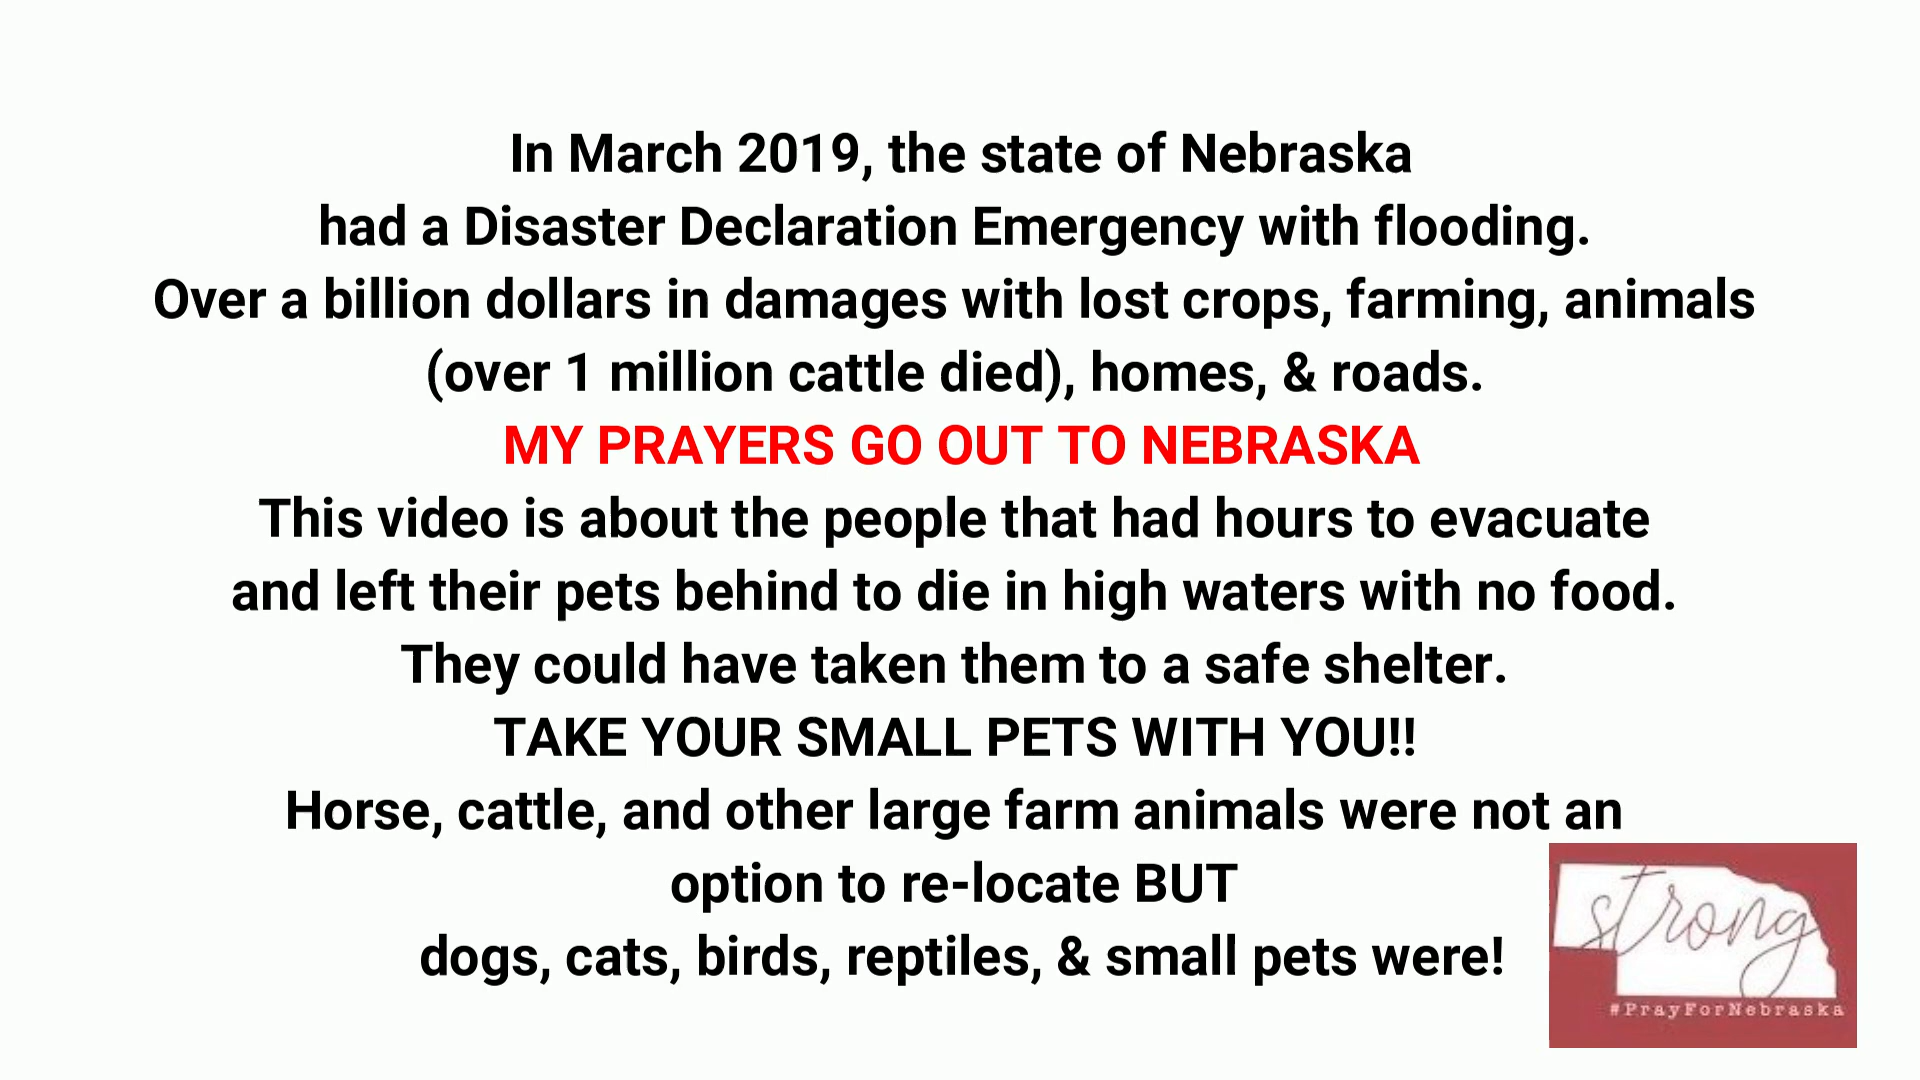 In March 2019, the state of Nebraska
had a Disaster Declaration Emergency with flooding.
Over a billion dollars in damages with lost crops, farming, animals
(over 1 million cattle died), homes, & roads.
MY PRAYERS GO OUT TO NEBRASKA
This video is about the people that had hours to evacuate
and left their pets behind to die in high waters with no food.
They could have taken them to a safe shelter.
TAKE YOUR SMALL PETS WITH YOU!!
Horse, cattle, and other large farm animals were not an
option to re-locate BUT
dogs, cats, birds, reptiles, & small pets were!
strong
#PrayForNebraska